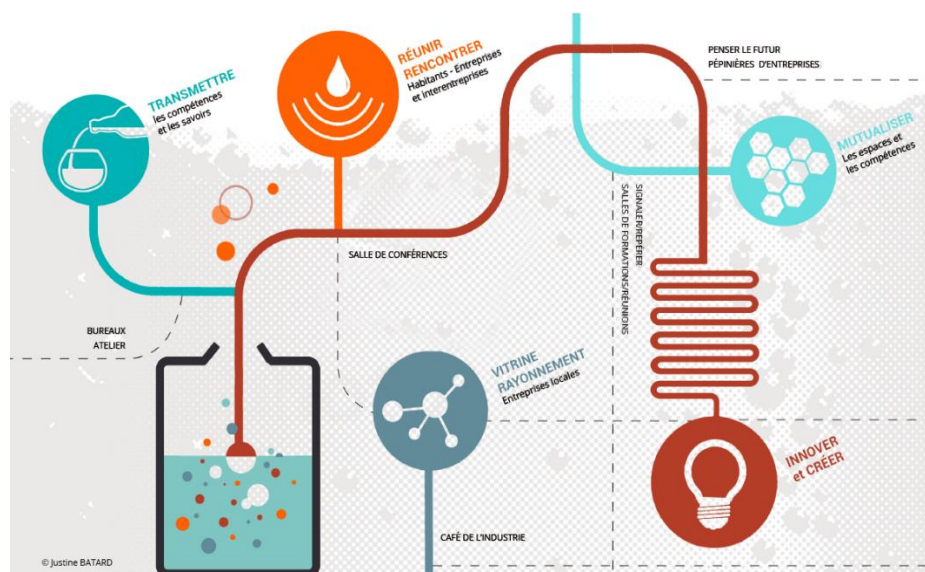 TRANSMETTRE
les compétences
et les savoirs
RÉUNIR
RENCONTRER
Habitants - Entreprises
et interentreprises
PENSER LE FUTUR
PÉPINIÈRES D'ENTREPRISES
MUTUALISER
Les espaces et
les compétences
SIGNALER/REPÉRER
SALLES DE FORMATIONS/RÉUNIONS
SALLE DE CONFÉRENCES
BUREAUX
ATELIER
VITRINE
RAYONNEMENT
Entreprises locales
INNOVER
et CRÉER
CAFÉ DE L'INDUSTRIE
© Justine BATARD